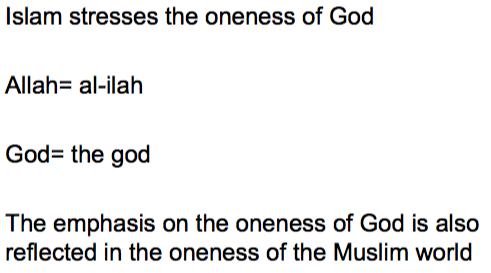 Islam stresses the oneness of God
Allah= al-ilah
God= the god
The emphasis on the oneness of God is also
reflected in the oneness of the Muslim world